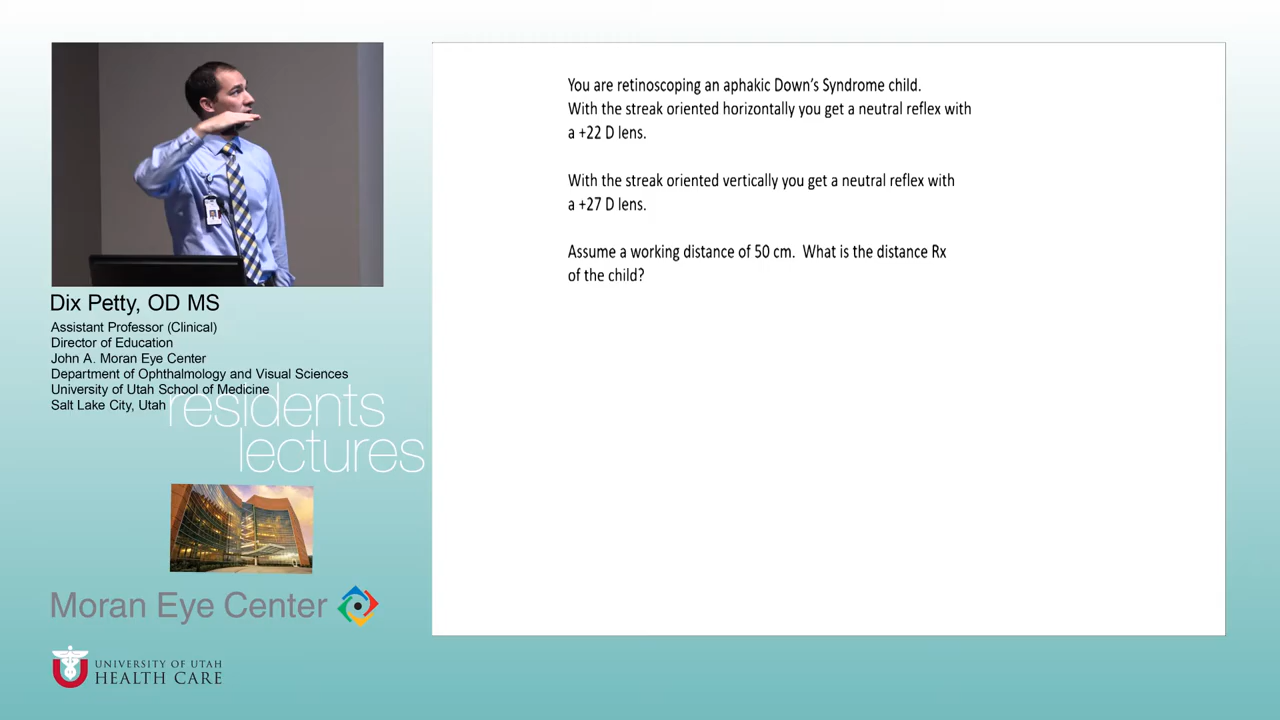 You are retinoscoping an aphakic Down's Syndrome child.
With the streak oriented horizontally you get a neutral reflex with
a +22 D lens.
With the streak oriented vertically you get a neutral reflex with
a +27 D lens.
Assume a working distance of 50 cm.  What is the distance Rx
of the child?
Dix Petty, OD MS
Assistant Professor (Clinical)
Director of Education
John A. Moran Eye Center
Department of Ophthalmology and Visual Sciences
University of Utah School of Medicine
Salt Lake City, Utah
residents
lectures
Moran Eye Center
UNIVERSITY OF UTAH
HEALTH CARE